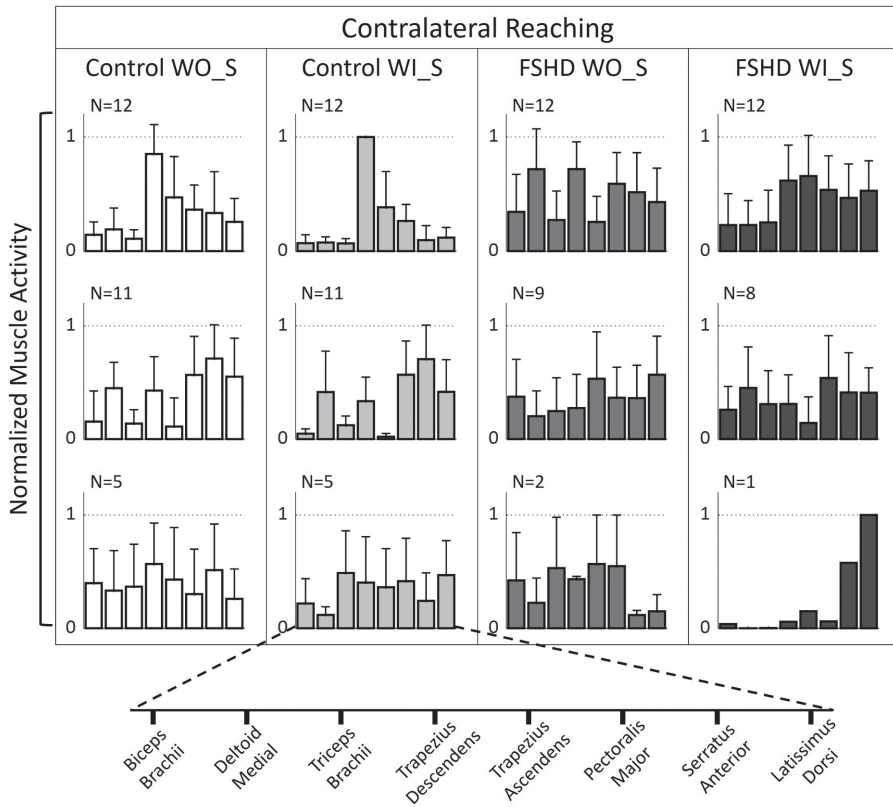 Contralateral Reaching
Control WO_S
Control WI_S
FSHD WO_S
FSHD WI_S
Normalized Muscle Activity
N=12
N=12
N=12
N=12
1
1
1
1
0
0
0
0
N=11
N=11
N=9
N=8
1
1
1
1
0
0
0
0
N=5
N=5
N=2
N=1
1
1
1
1
0
0
0
0
Biceps
Brachii
Deltoid
Medial
Triceps
Brachii
Trapezius
Descendens
Trapezius
Ascendens
Pectoralis
Major
Serratus
Anterior
Latissimus
Dorsi